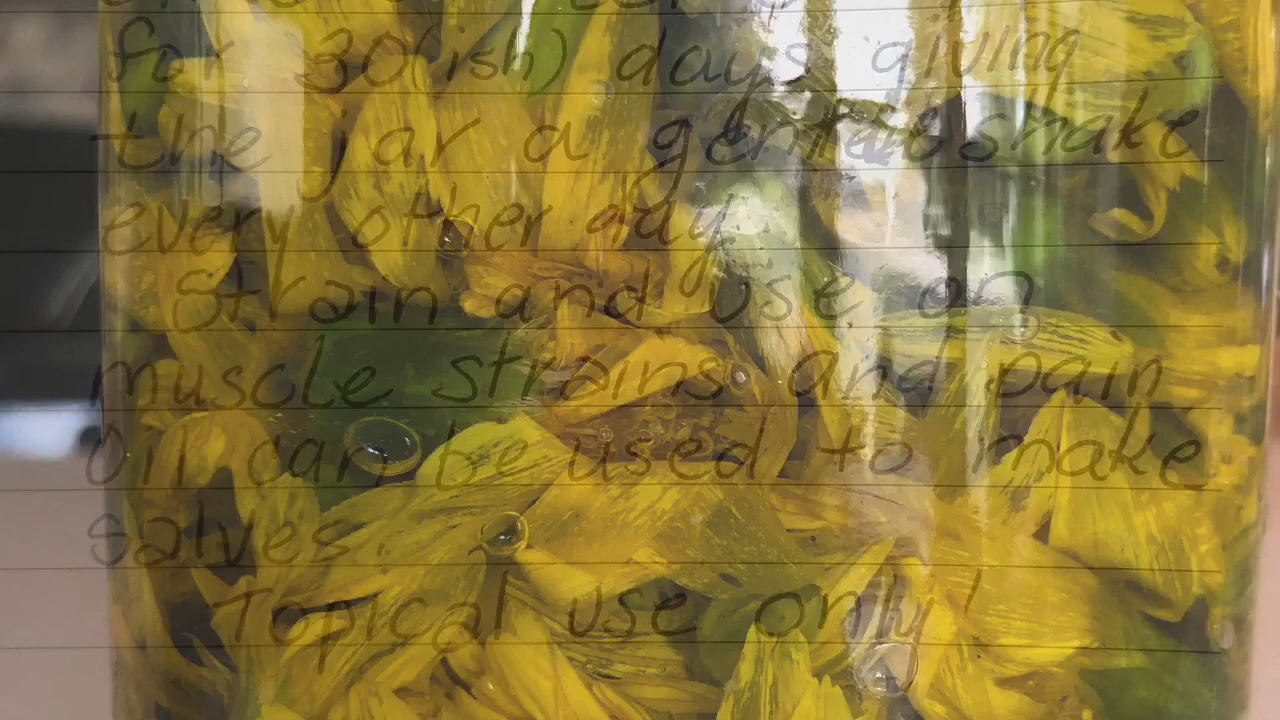 for 30(ish) days giving
the jar a gentle shake
every other day.
Strain and use on
muscle strains and pain
Oil can be used to make
salves.
Topical use only!